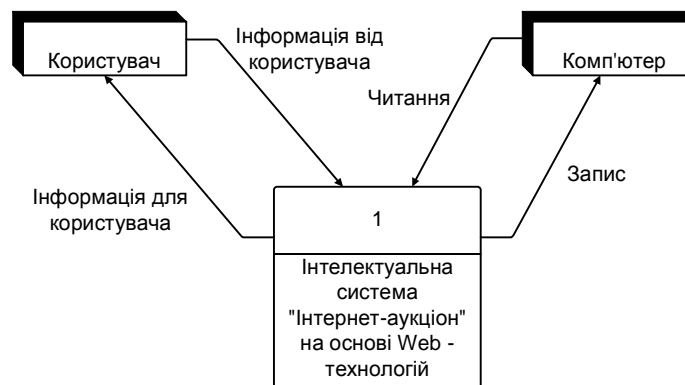 Користувач
Інформація від
користувача
Комп'ютер
Читання
Інформація для
користувача
Запис
1
Інтелектуальна
система
"Інтернет-аукціон"
на основі Web -
технологій